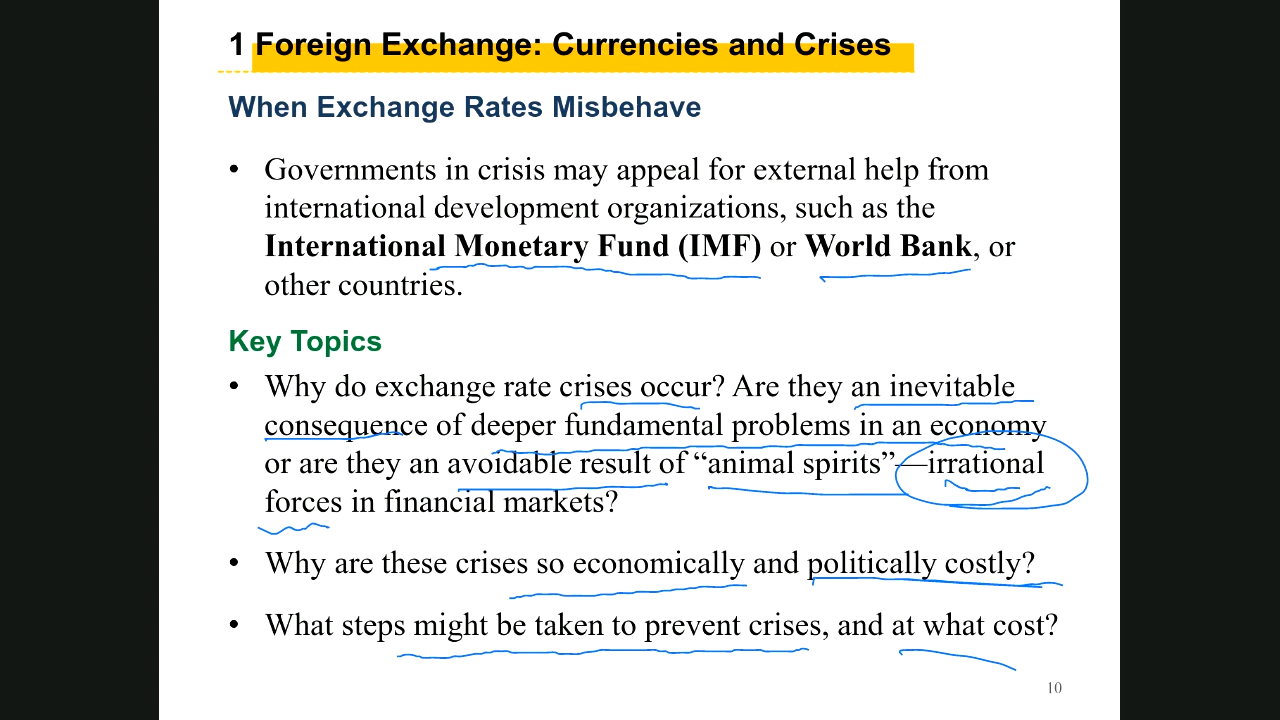 1 Foreign Exchange: Currencies and Crises
When Exchange Rates Misbehave
• Governments in crisis may appeal for external help from
international development organizations, such as the
International Monetary Fund (IMF) or World Bank, or
other countries.
Key Topics
• Why do exchange rate crises occur? Are they an inevitable
consequence of deeper fundamental problems in an economy
or are they an avoidable result of “animal spirits”—irrational
forces in financial markets?
• Why are these crises so economically and politically costly?
• What steps might be taken to prevent crises, and at what cost?
10